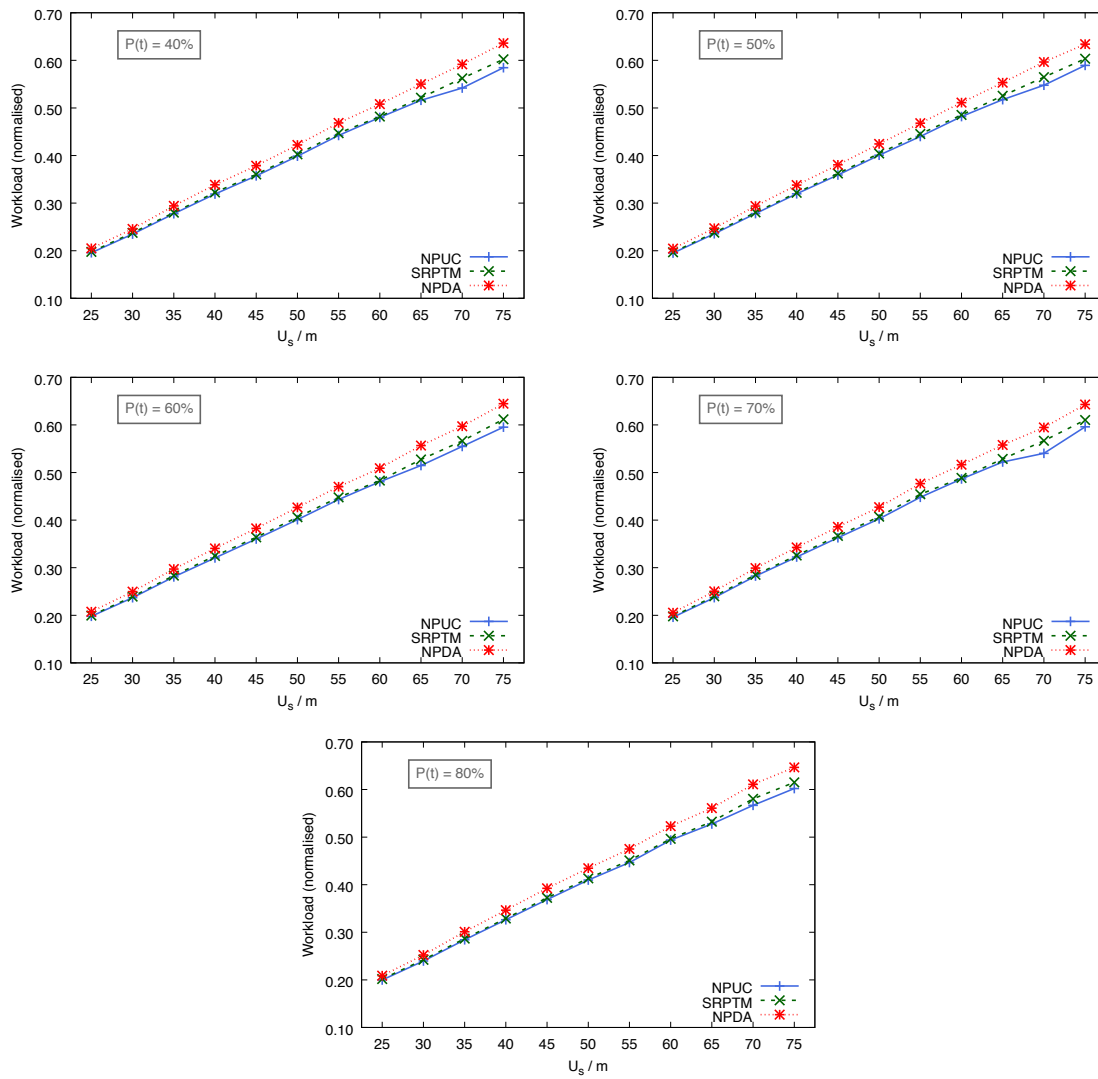 P(t) = 40%
Workload (normalised)
0.70
0.60
0.50
0.40
0.30
0.20
0.10
NPUC
SRPTM
NPDA
25 30 35 40 45 50 55 60 65 70 75
U_s / m
P(t) = 50%
Workload (normalised)
0.70
0.60
0.50
0.40
0.30
0.20
0.10
NPUC
SRPTM
NPDA
25 30 35 40 45 50 55 60 65 70 75
U_s / m
P(t) = 60%
Workload (normalised)
0.70
0.60
0.50
0.40
0.30
0.20
0.10
NPUC
SRPTM
NPDA
25 30 35 40 45 50 55 60 65 70 75
U_s / m
P(t) = 70%
Workload (normalised)
0.70
0.60
0.50
0.40
0.30
0.20
0.10
NPUC
SRPTM
NPDA
25 30 35 40 45 50 55 60 65 70 75
U_s / m
P(t) = 80%
Workload (normalised)
0.70
0.60
0.50
0.40
0.30
0.20
0.10
NPUC
SRPTM
NPDA
25 30 35 40 45 50 55 60 65 70 75
U_s / m